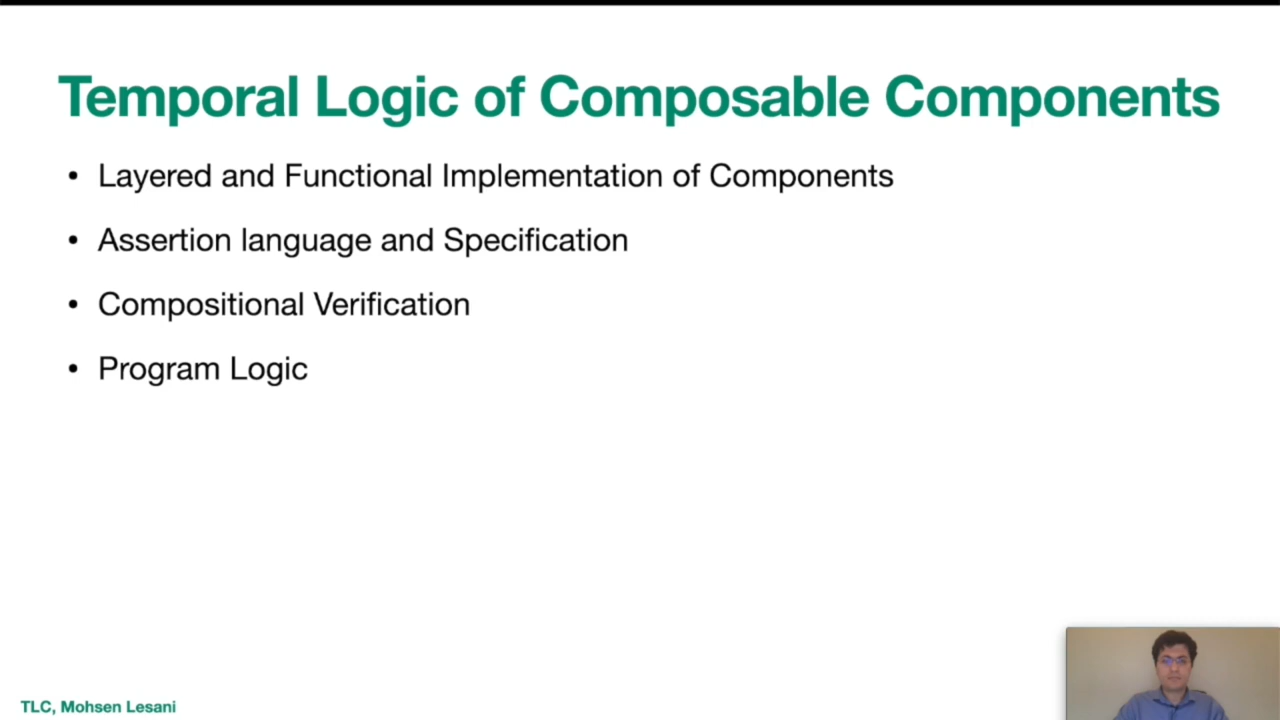 Temporal Logic of Composable Components
• Layered and Functional Implementation of Components
• Assertion language and Specification
• Compositional Verification
• Program Logic
TLC, Mohsen Lesani